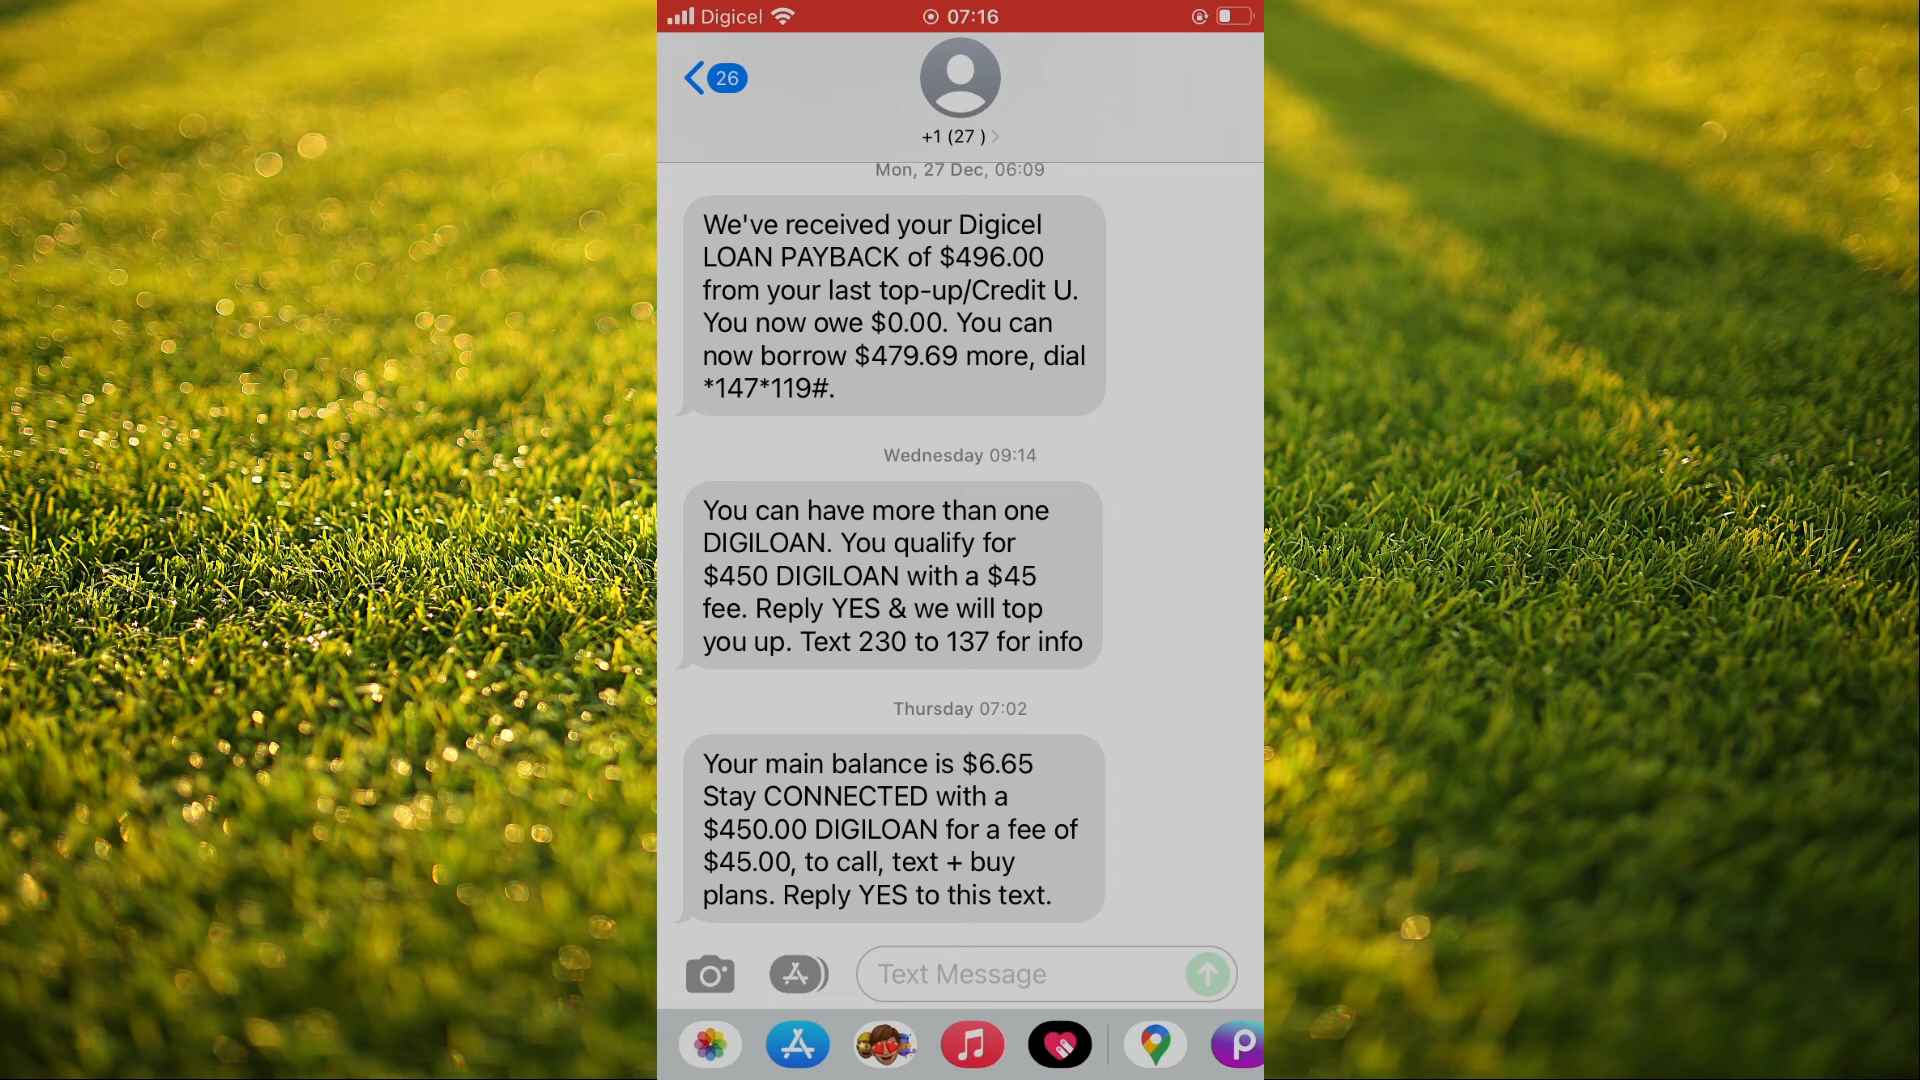 Digicel 07:16
26
+1 (27 )
Mon, 27 Dec, 06:09
We've received your Digicel
LOAN PAYBACK of $496.00
from your last top-up/Credit U.
You now owe $0.00. You can
now borrow $479.69 more, dial
*147*119#.
Wednesday 09:14
You can have more than one
DIGILOAN. You qualify for
$450 DIGILOAN with a $45
fee. Reply YES & we will top
you up. Text 230 to 137 for info
Thursday 07:02
Your main balance is $6.65
Stay CONNECTED with a
$450.00 DIGILOAN for a fee of
$45.00, to call, text + buy
plans. Reply YES to this text.
Text Message